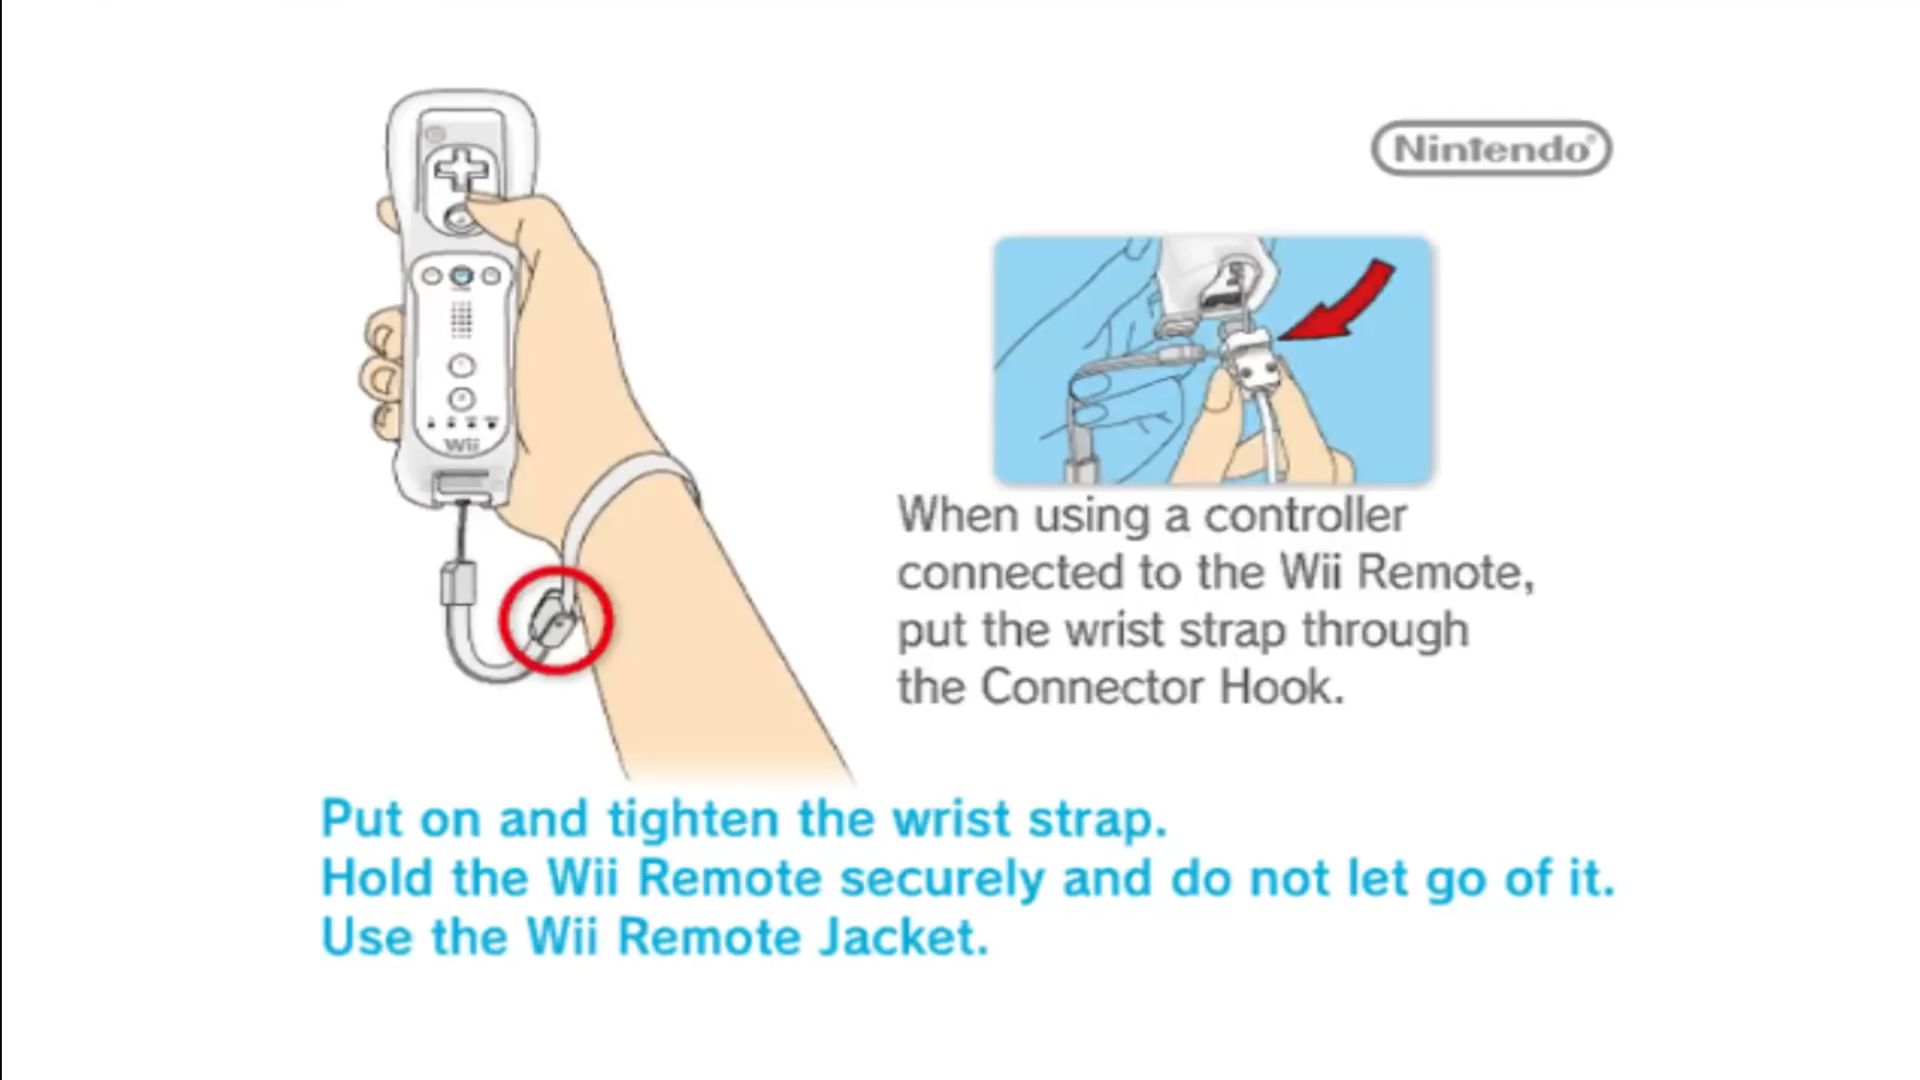 Nintendo®
Wii
When using a controller
connected to the Wii Remote,
put the wrist strap through
the Connector Hook.
Put on and tighten the wrist strap.
Hold the Wii Remote securely and do not let go of it.
Use the Wii Remote Jacket.